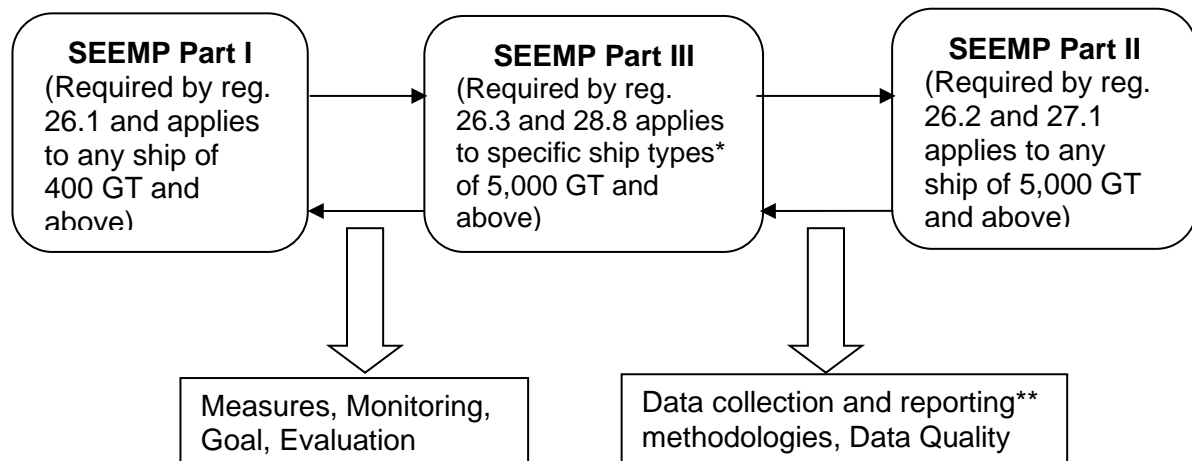 SEEMP Part I
(Required by reg.
26.1 and applies
to any ship of
400 GT and
above)
SEEMP Part III
(Required by reg.
26.3 and 28.8 applies
to specific ship types*
of 5,000 GT and
above)
SEEMP Part II
(Required by reg.
26.2 and 27.1
applies to any
ship of 5,000 GT
and above)
Measures, Monitoring,
Goal, Evaluation
Data collection and reporting**
methodologies, Data Quality